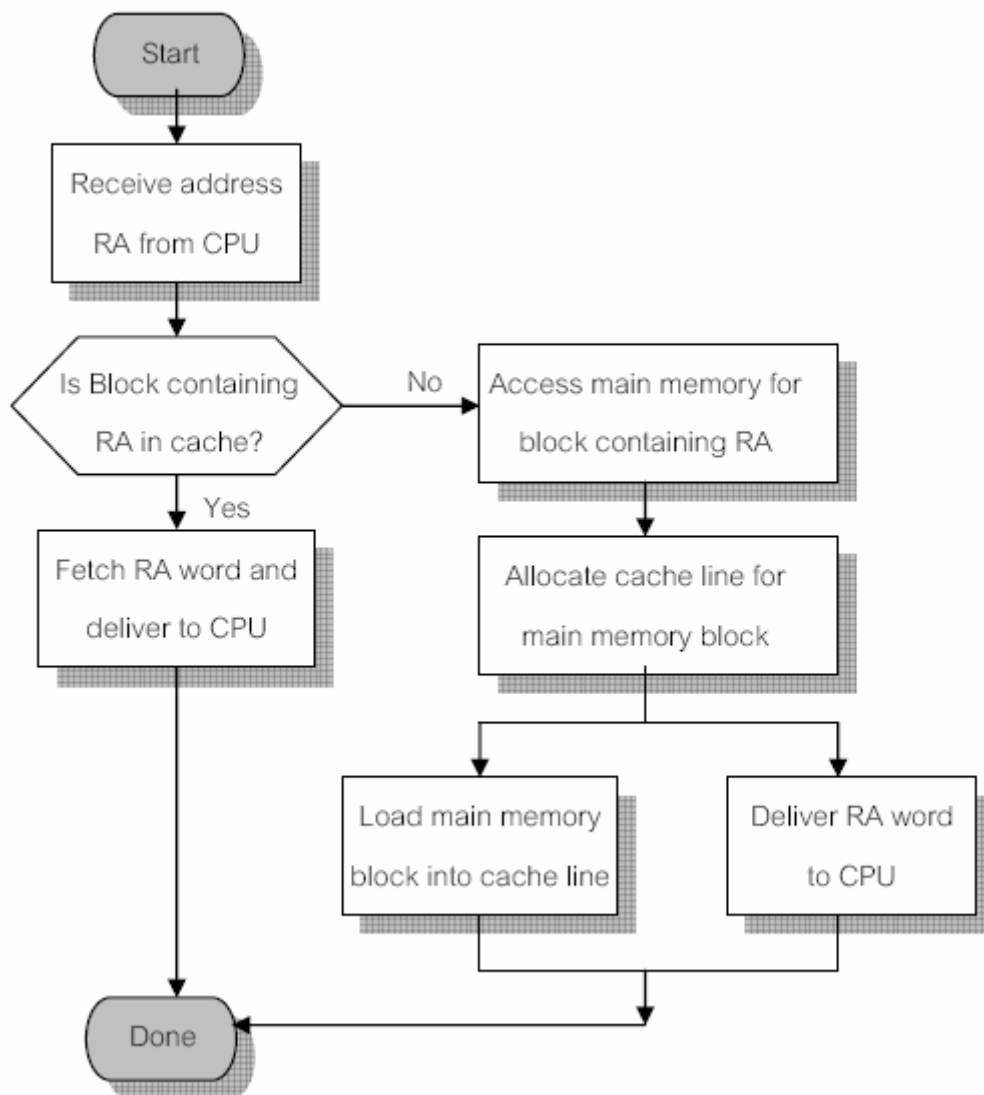 Start
Receive address
RA from CPU
Is Block containing
RA in cache?
No
Access main memory for
block containing RA
Yes
Fetch RA word and
deliver to CPU
Allocate cache line for
main memory block
Load main memory
block into cache line
Deliver RA word
to CPU
Done